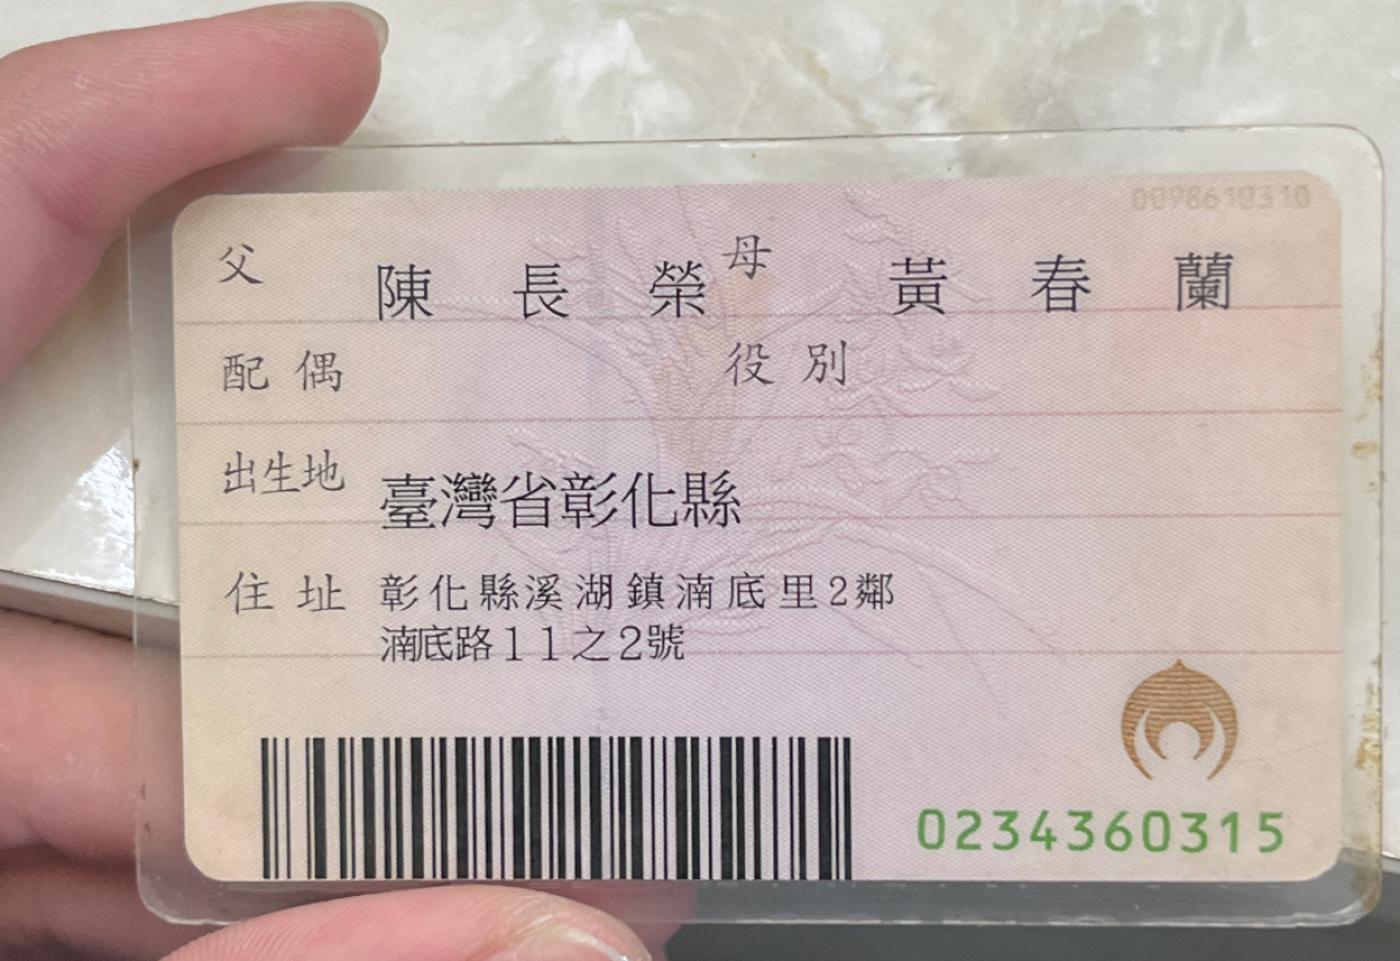 0098610310
父 陳長榮 母 黃春蘭
配偶 役別
出生地 臺灣省彰化縣
住址 彰化縣溪湖鎮湳底里2鄰
湳底路11之2號
0234360315